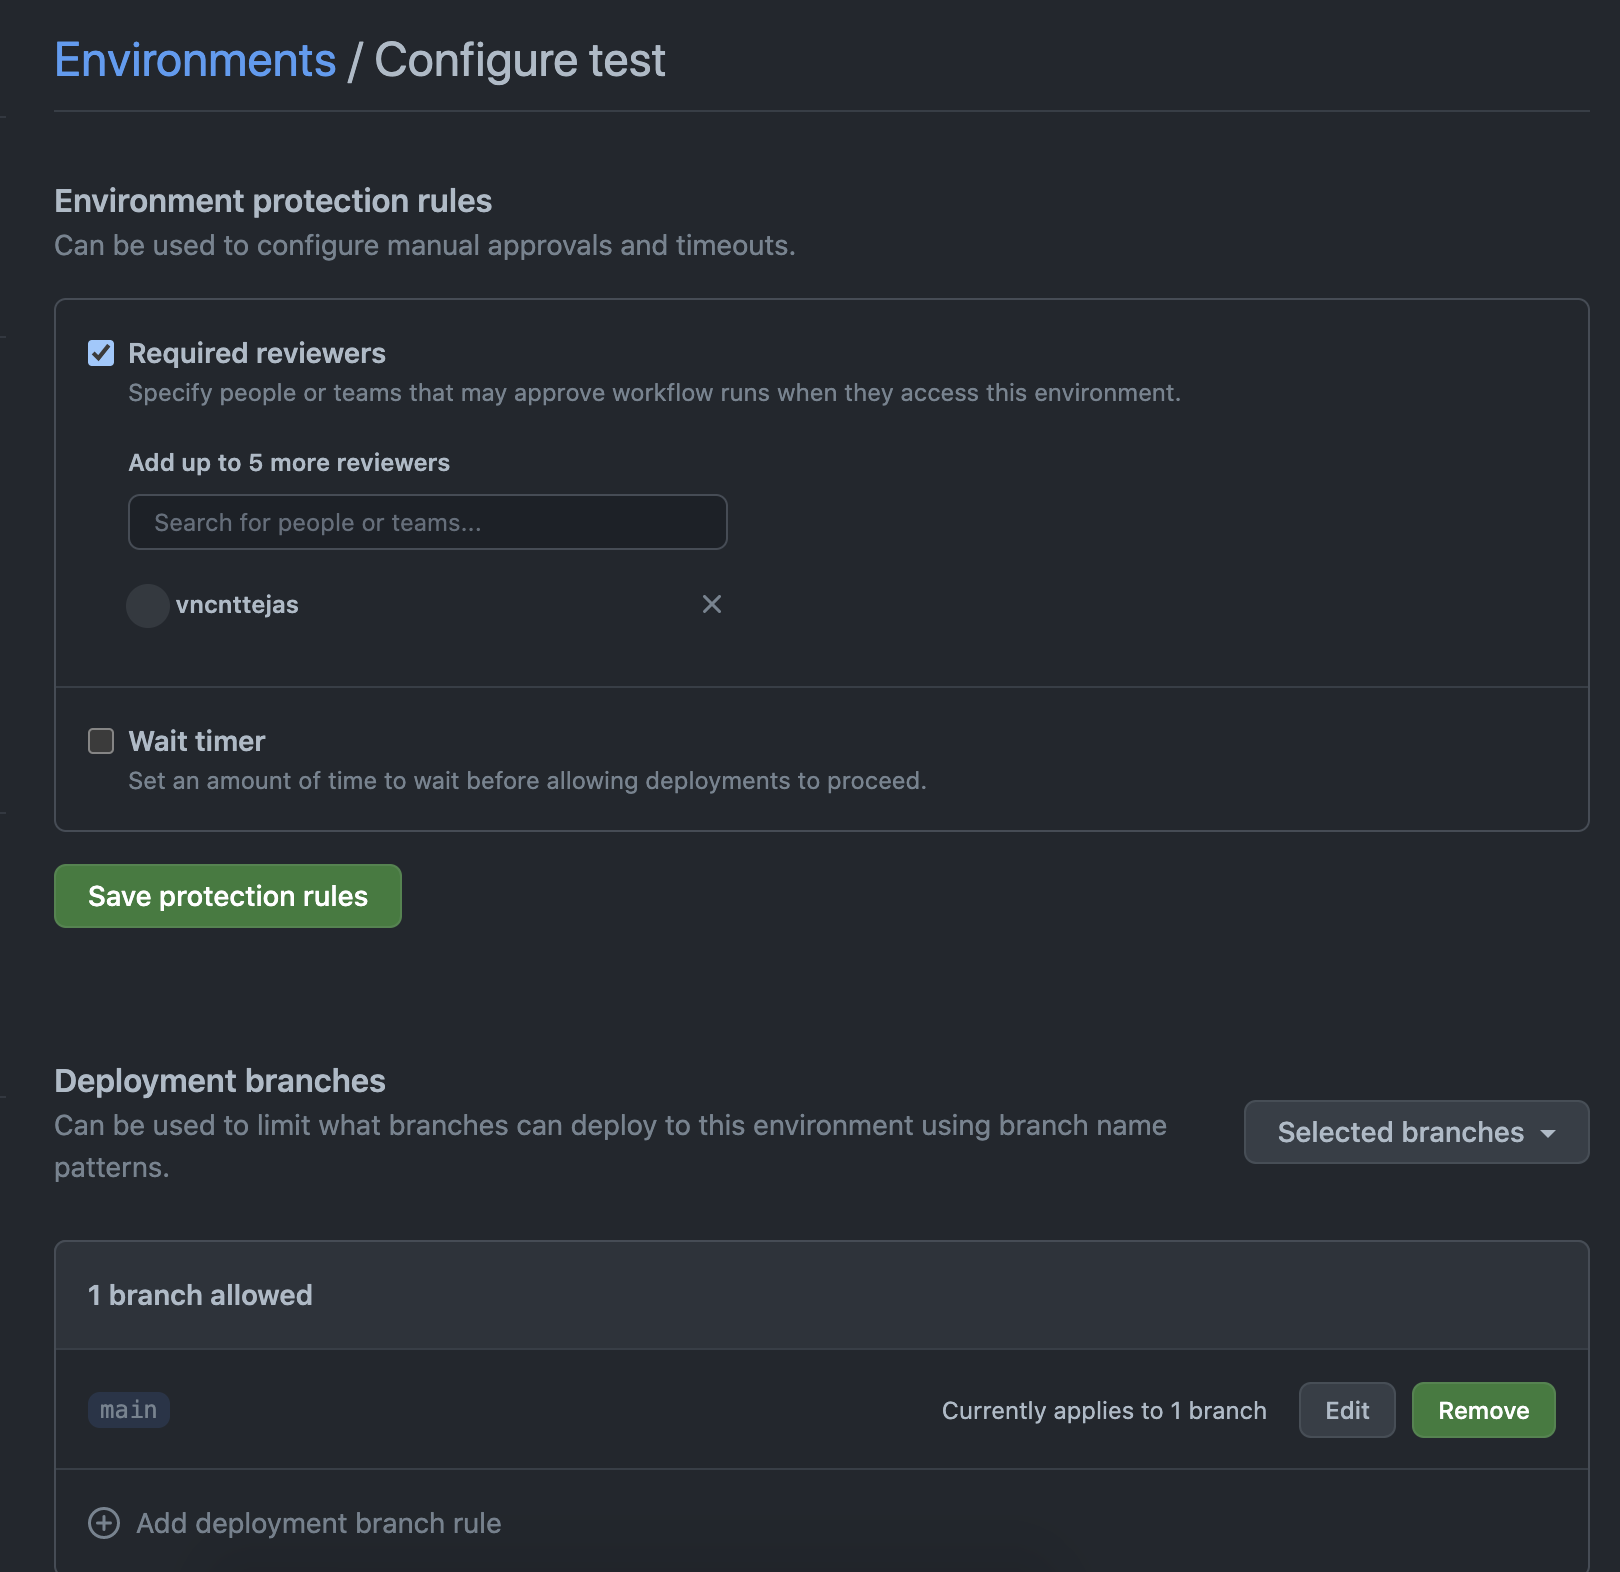 Environments / Configure test
Environment protection rules
Can be used to configure manual approvals and timeouts.
Required reviewers
Specify people or teams that may approve workflow runs when they access this environment.
Add up to 5 more reviewers
Search for people or teams...
vncnttejas
Wait timer
Set an amount of time to wait before allowing deployments to proceed.
Save protection rules
Deployment branches
Can be used to limit what branches can deploy to this environment using branch name
patterns.
Selected branches
1 branch allowed
main Currently applies to 1 branch Edit Remove
Add deployment branch rule